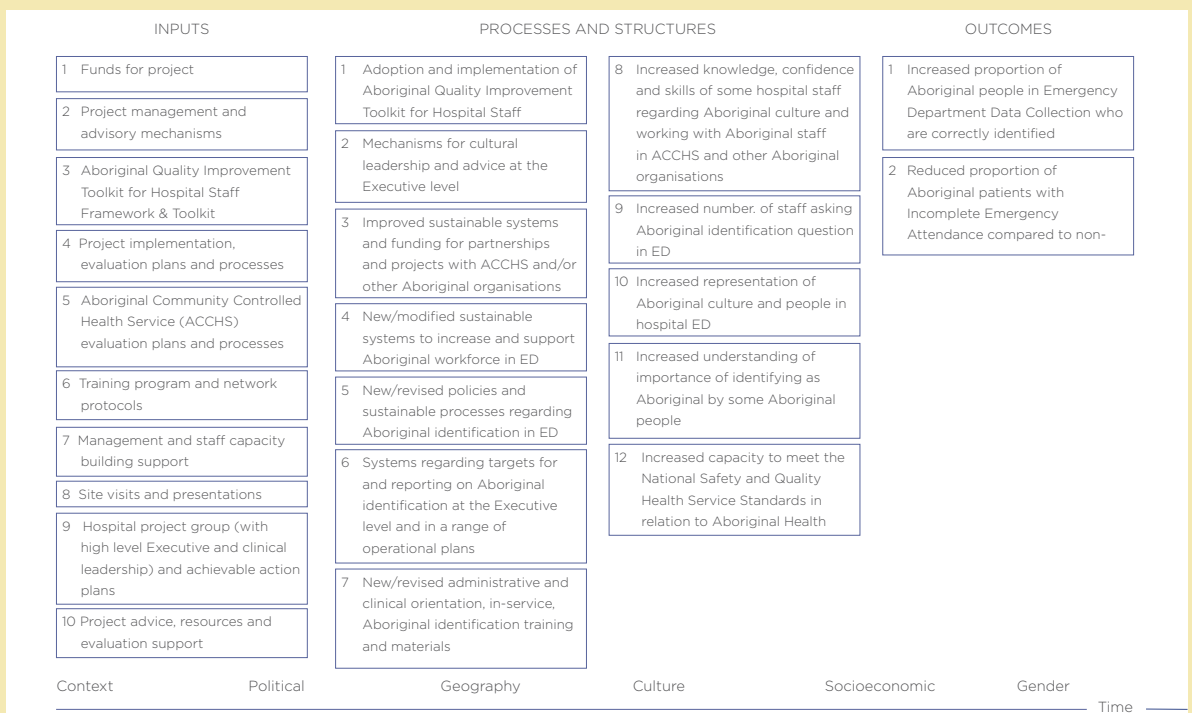 INPUTS
PROCESSES AND STRUCTURES
OUTCOMES
1 Funds for project
2 Project management and
advisory mechanisms
3 Aboriginal Quality Improvement
Toolkit for Hospital Staff
Framework & Toolkit
4 Project implementation,
evaluation plans and processes
5 Aboriginal Community Controlled
Health Service (ACCHS)
evaluation plans and processes
6 Training program and network
protocols
7 Management and staff capacity
building support
8 Site visits and presentations
9 Hospital project group (with
high level Executive and clinical
leadership) and achievable action
plans
10 Project advice, resources and
evaluation support
1 Adoption and implementation of
Aboriginal Quality Improvement
Toolkit for Hospital Staff
2 Mechanisms for cultural
leadership and advice at the
Executive level
3 Improved sustainable systems
and funding for partnerships
and projects with ACCHS and/or
other Aboriginal organisations
4 New/modified sustainable
systems to increase and support
Aboriginal workforce in ED
5 New/revised policies and
sustainable processes regarding
Aboriginal identification in ED
6 Systems regarding targets for
and reporting on Aboriginal
identification at the Executive
level and in a range of
operational plans
7 New/revised administrative and
clinical orientation, in-service,
Aboriginal identification training
and materials
8 Increased knowledge, confidence
and skills of some hospital staff
regarding Aboriginal culture and
working with Aboriginal staff
in ACCHS and other Aboriginal
organisations
9 Increased number. of staff asking
Aboriginal identification question
in ED
10 Increased representation of
Aboriginal culture and people in
hospital ED
11 Increased understanding of
importance of identifying as
Aboriginal by some Aboriginal
people
12 Increased capacity to meet the
National Safety and Quality
Health Service Standards in
relation to Aboriginal Health
1 Increased proportion of
Aboriginal people in Emergency
Department Data Collection who
are correctly identified
2 Reduced proportion of
Aboriginal patients with
Incomplete Emergency
Attendance compared to non-
Context Political Geography Culture Socioeconomic Gender
Time